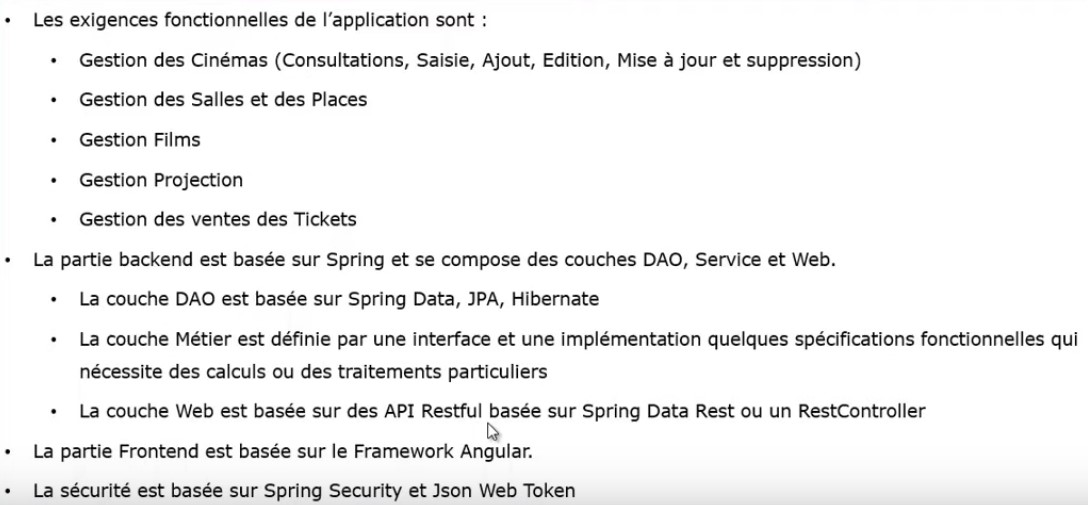 • Les exigences fonctionnelles de l’application sont :
• Gestion des Cinémas (Consultations, Saisie, Ajout, Edition, Mise à jour et suppression)
• Gestion des Salles et des Places
• Gestion Films
• Gestion Projection
• Gestion des ventes des Tickets
• La partie backend est basée sur Spring et se compose des couches DAO, Service et Web.
• La couche DAO est basée sur Spring Data, JPA, Hibernate
• La couche Métier est définie par une interface et une implémentation quelques spécifications fonctionnelles qui
nécessite des calculs ou des traitements particuliers
• La couche Web est basée sur des API Restful basée sur Spring Data Rest ou un RestController
• La partie Frontend est basée sur le Framework Angular.
• La sécurité est basée sur Spring Security et Json Web Token